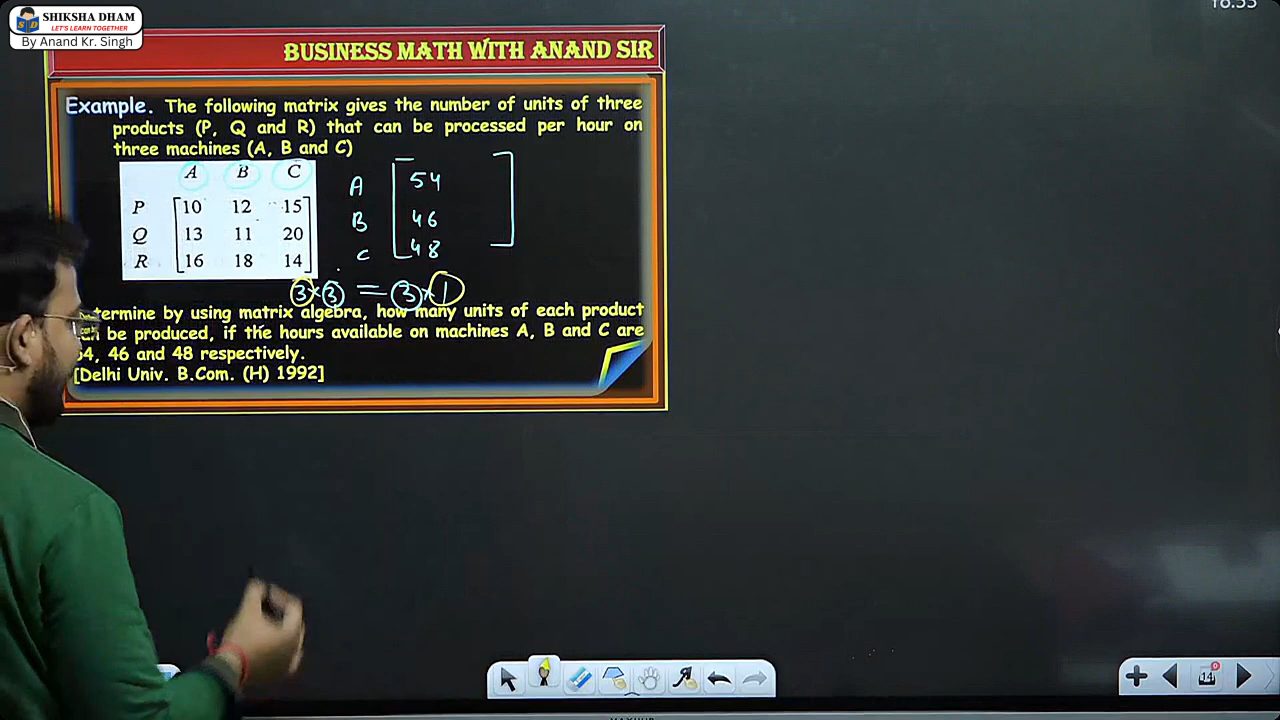 SHIKSHA DHAM
LET'S LEARN TOGETHER
By Anand Kr. Singh
BUSINESS MATH WITH ANAND SIR
Example. The following matrix gives the number of units of three
products (P, Q and R) that can be processed per hour on
three machines (A, B and C)
A B C
P 10 12 15
Q 13 11 20
R 16 18 14
A 54
B 46
C 48
3 × 3 = 3 × 1
termine by using matrix algebra, how many units of each product
be produced, if the hours available on machines A, B and C are
54, 46 and 48 respectively.
[Delhi Univ. B.Com. (H) 1992]
14